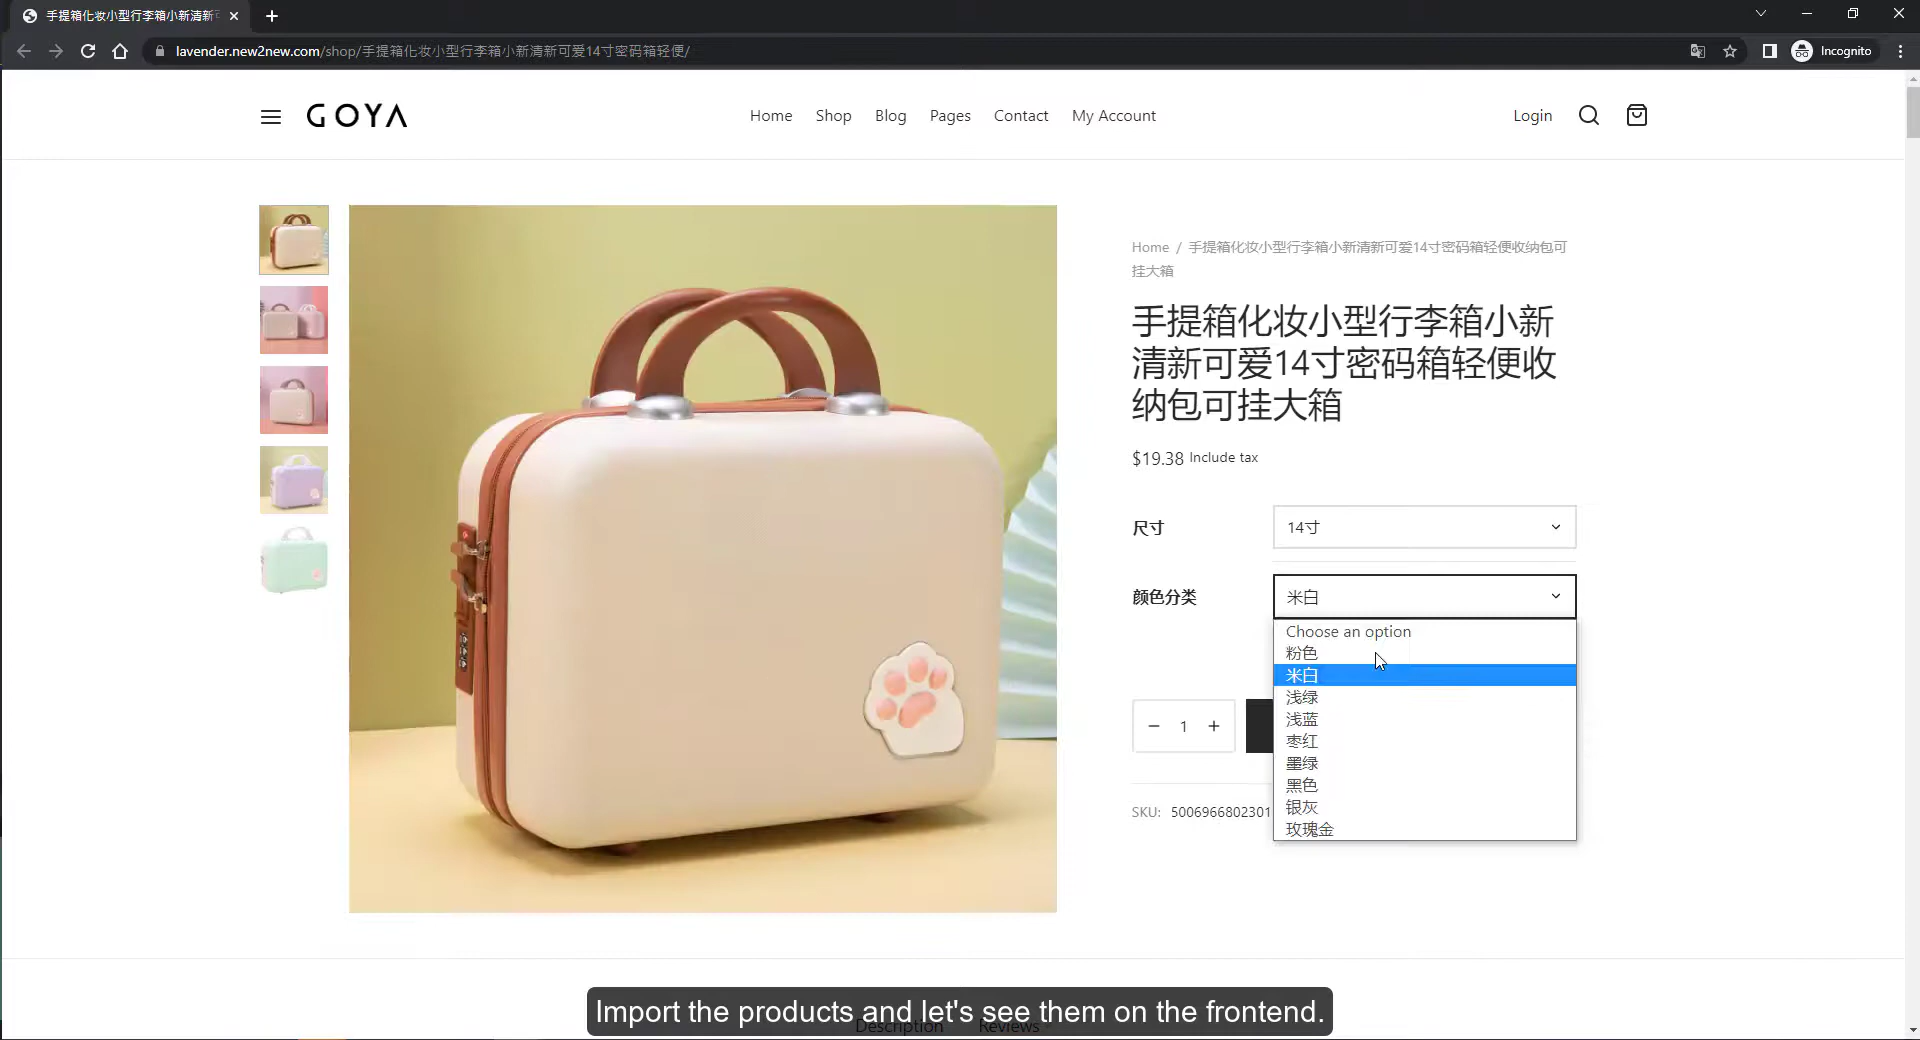 手提箱化妆小型行李箱小新清新可
lavender.new2new.com/shop/手提箱化妆小型行李箱小新清新可爱14寸密码箱轻便/
Incognito
GOYA
Home
Shop
Blog
Pages
Contact
My Account
Login
Home / 手提箱化妆小型行李箱小新清新可爱14寸密码箱轻便收纳包可
挂大箱
手提箱化妆小型行李箱小新
清新可爱14寸密码箱轻便收
纳包可挂大箱
$19.38 Include tax
尺寸
14寸
颜色分类
米白
Choose an option
粉色
米白
浅绿
浅蓝
枣红
墨绿
黑色
银灰
玫瑰金
1
SKU: 5006966802301
Description
Reviews
Import the products and let's see them on the frontend.